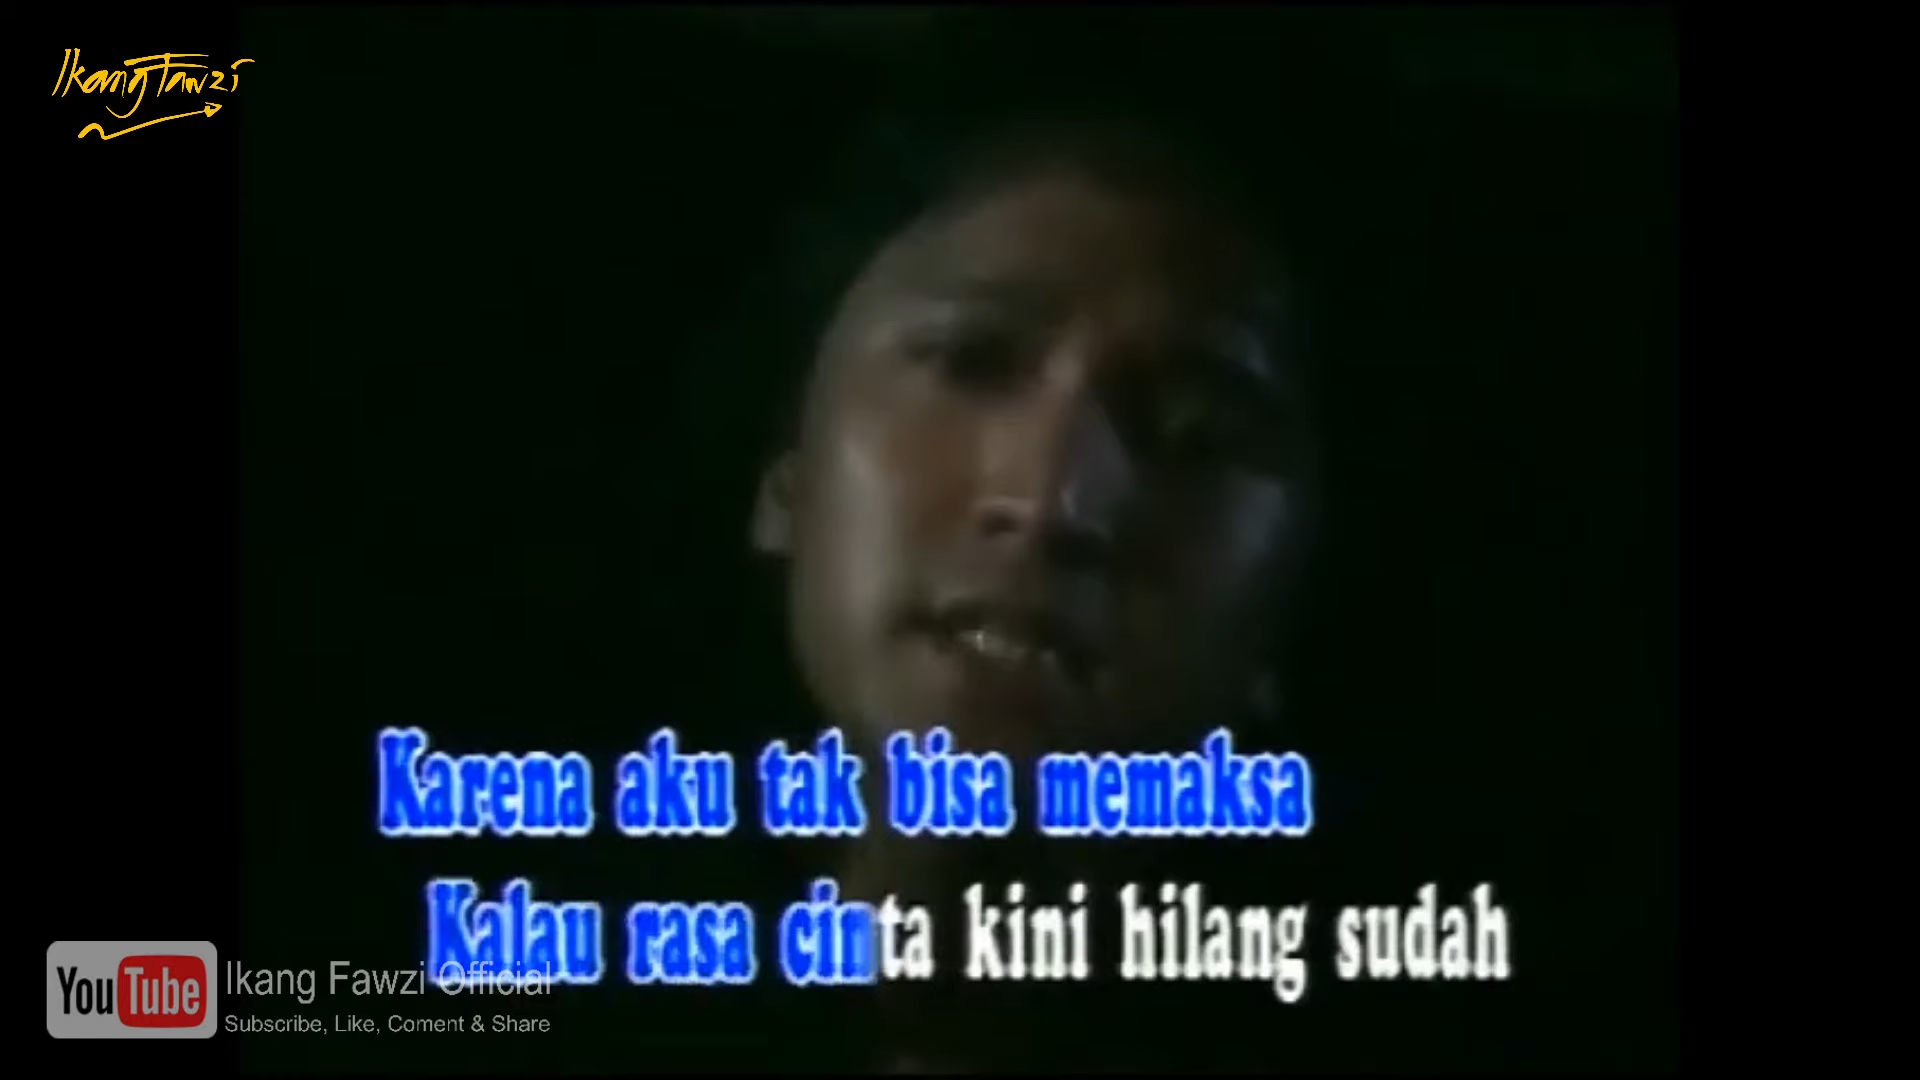 Ikang Fawzi
Karena aku tak bisa memaksa
Kalau rasa cinta kini hilang sudah
YouTube
Ikang Fawzi Official
Subscribe, Like, Coment & Share